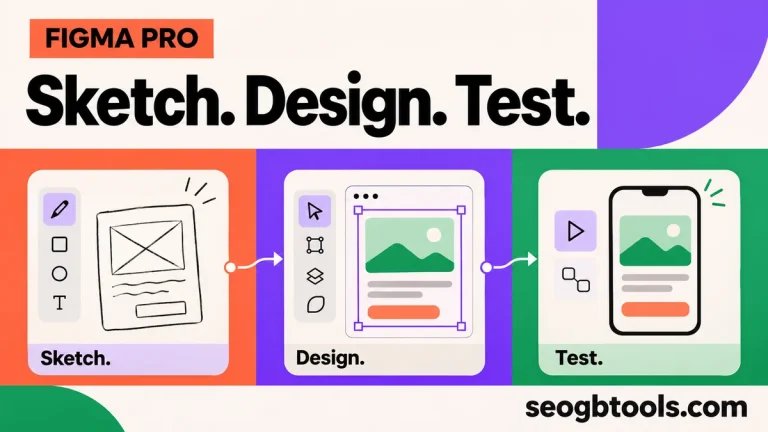 FIGMA PRO
Sketch. Design. Test.
T
Sketch.
Design.
Test.
seogbtools.com